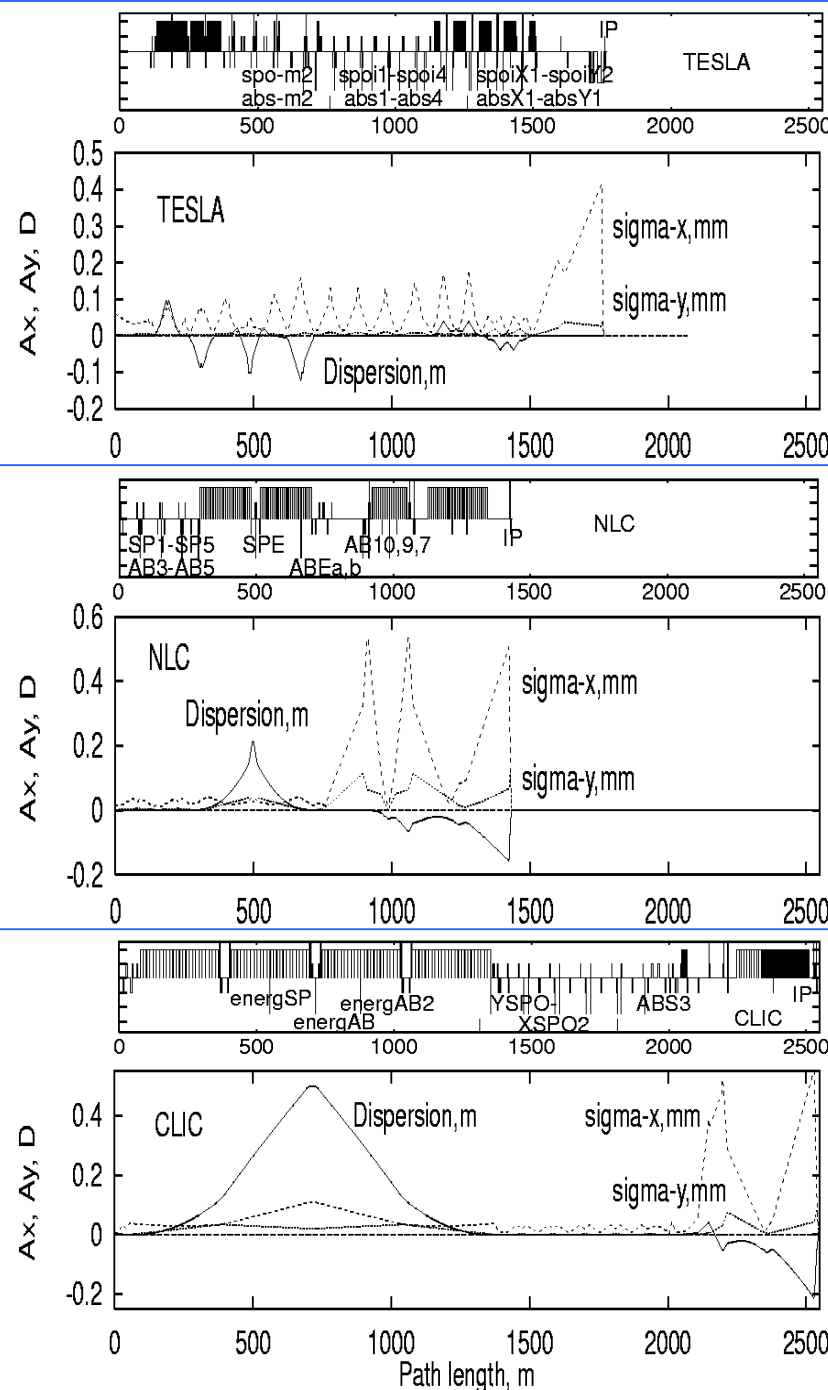 IP
TESLA
spo-m2 spoi1-spoi4 spoiX1-spoiY2
abs-m2 abs1-abs4 absX1-absY1
0 500 1000 1500 2000 2500
Ax, Ay, D
0.5
0.4
0.3
0.2
0.1
0
-0.1
-0.2
TESLA
sigma-x,mm
sigma-y,mm
Dispersion,m
0 500 1000 1500 2000 2500
NLC
SP1-SP5 SPE AB10,9,7 IP
AB3-AB5 ABEa,b
0 500 1000 1500 2000 2500
Ax, Ay, D
0.6
0.4
0.2
0
-0.2
NLC
sigma-x,mm
Dispersion,m
sigma-y,mm
0 500 1000 1500 2000 2500
energSP energAB2 YSPO- ABS3 IP
energAB XSPO2 CLIC
0 500 1000 1500 2000 2500
Ax, Ay, D
0.4
0.2
0
-0.2
CLIC
Dispersion,m
sigma-x,mm
sigma-y,mm
0 500 1000 1500 2000 2500
Path length, m